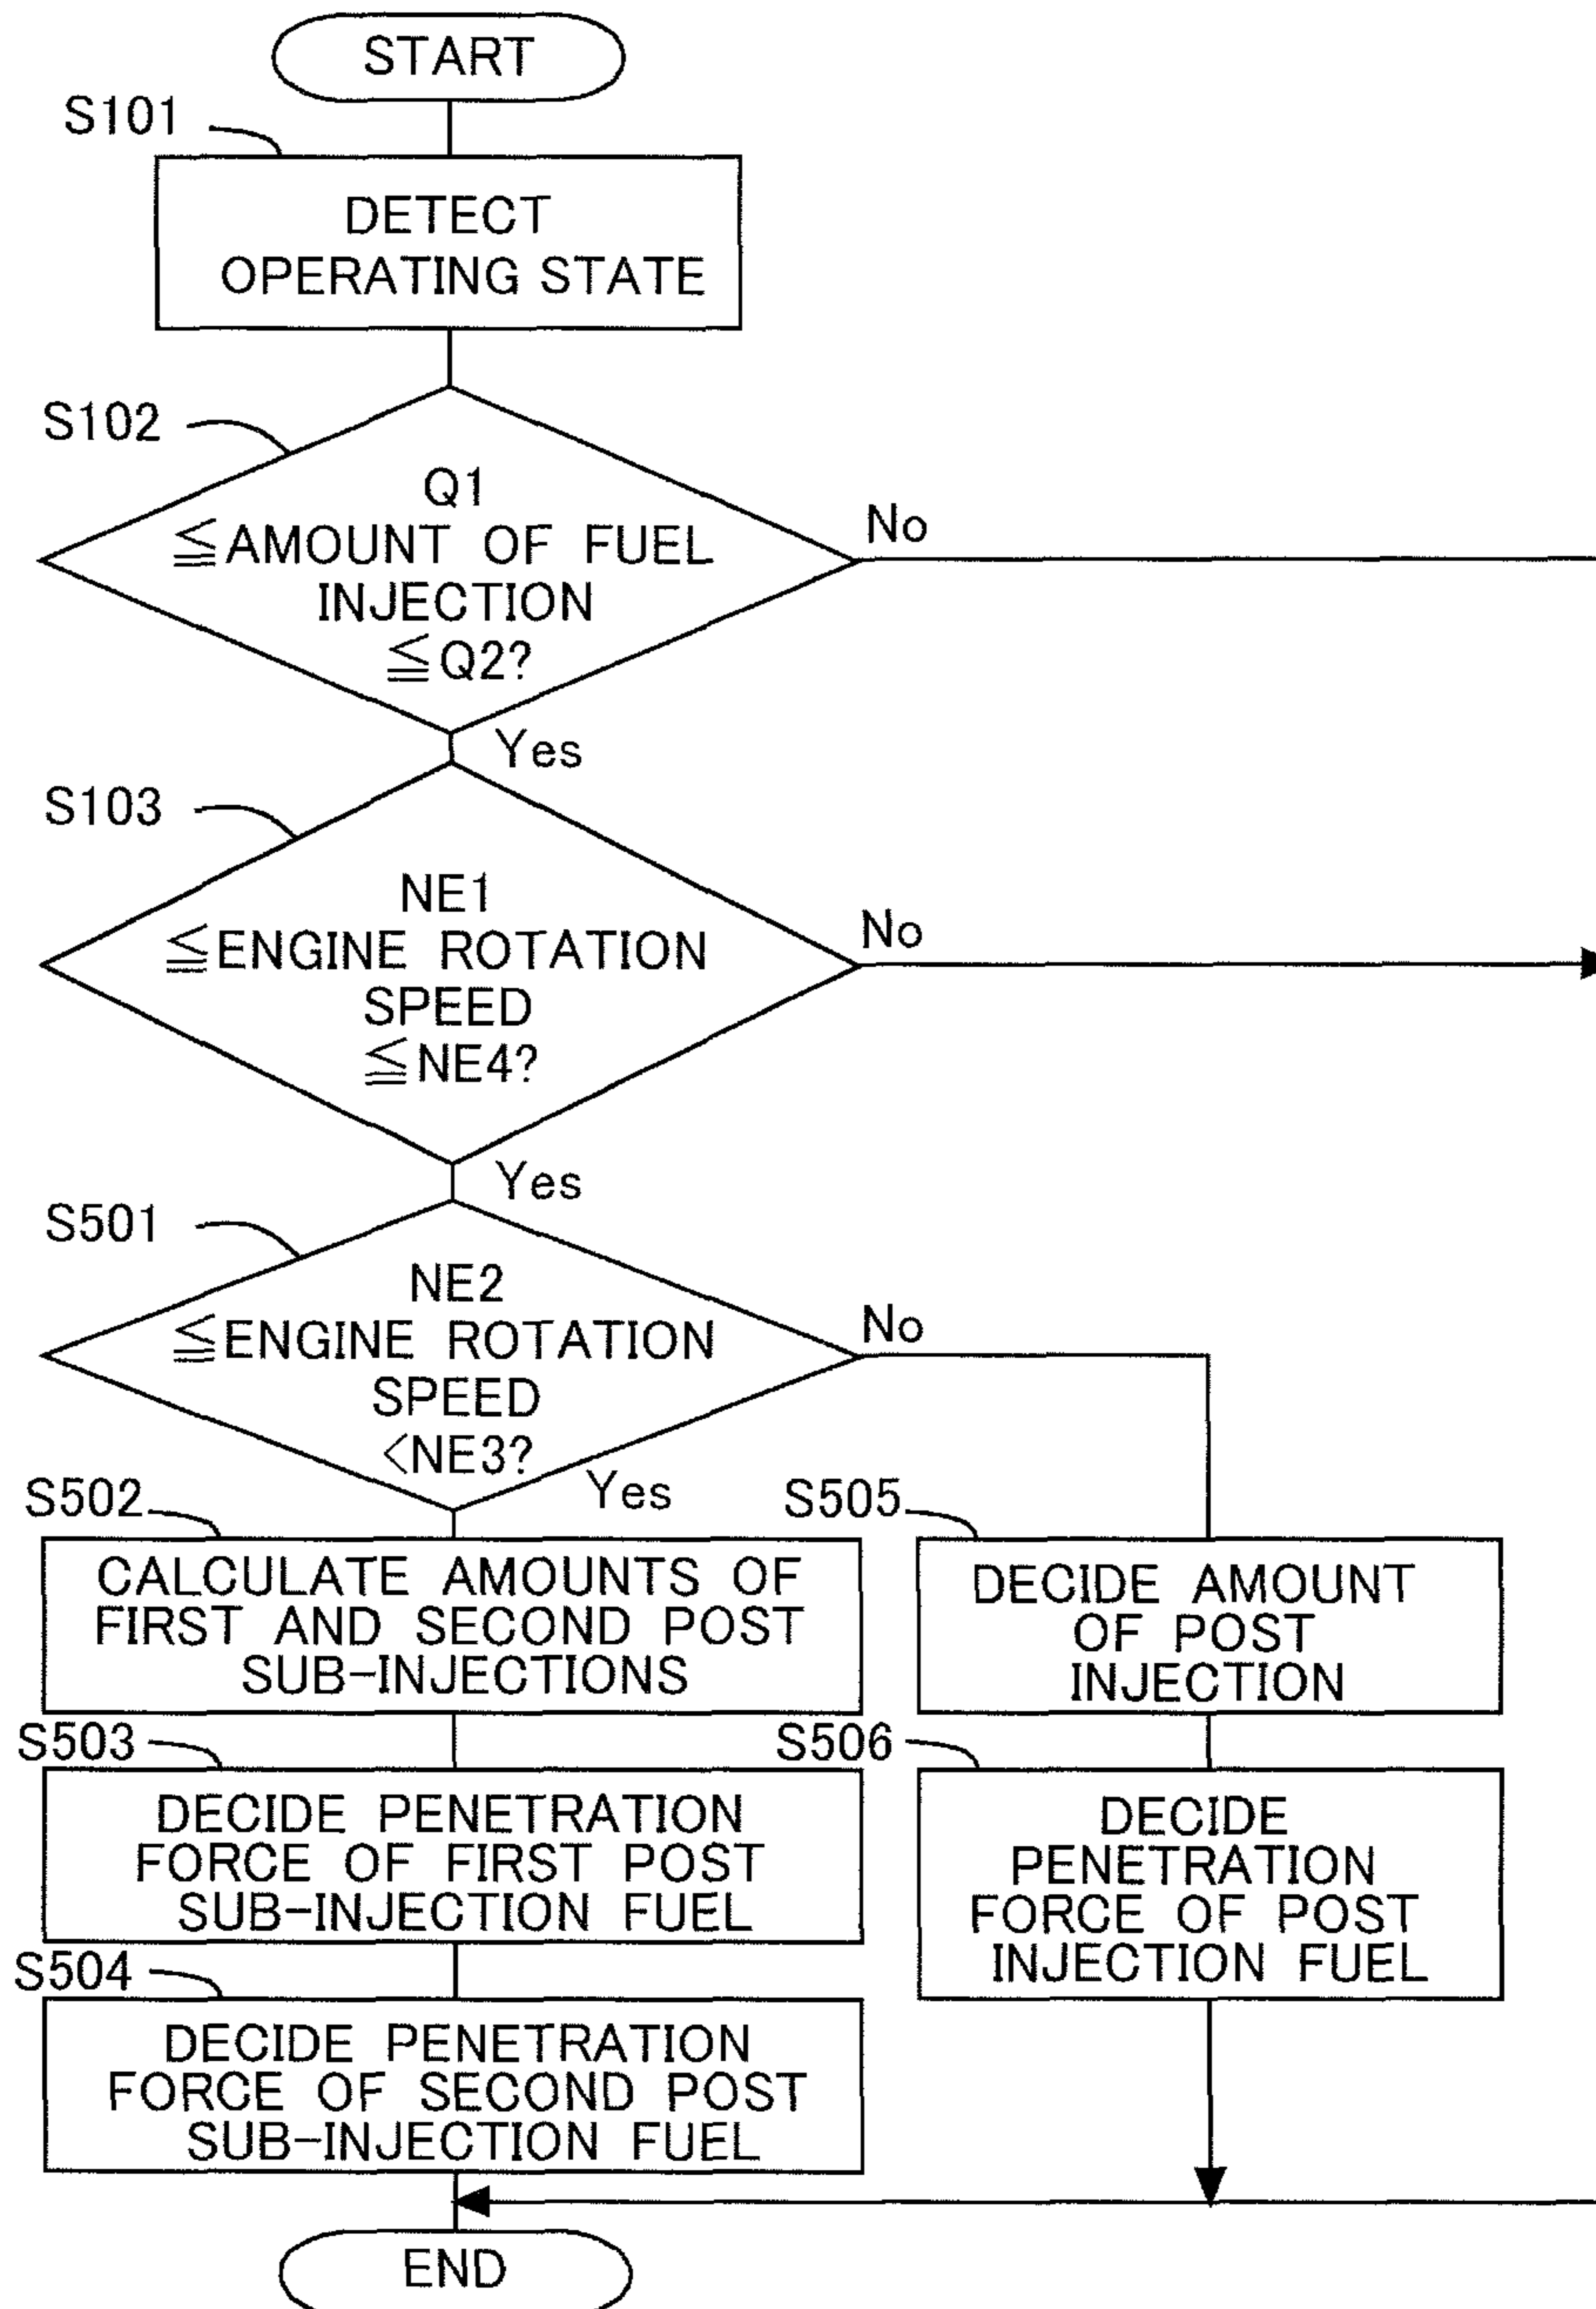 START
S101
DETECT
OPERATING STATE
S102
Q1
≦AMOUNT OF FUEL
INJECTION
≦Q2?
No
Yes
S103
NE1
≦ENGINE ROTATION
SPEED
≦NE4?
No
Yes
S501
NE2
≦ENGINE ROTATION
SPEED
<NE3?
No
Yes
S502
CALCULATE AMOUNTS OF
FIRST AND SECOND POST
SUB-INJECTIONS
S505
DECIDE AMOUNT
OF POST
INJECTION
S503
DECIDE PENETRATION
FORCE OF FIRST POST
SUB-INJECTION FUEL
S506
DECIDE
PENETRATION
FORCE OF POST
INJECTION FUEL
S504
DECIDE PENETRATION
FORCE OF SECOND POST
SUB-INJECTION FUEL
END